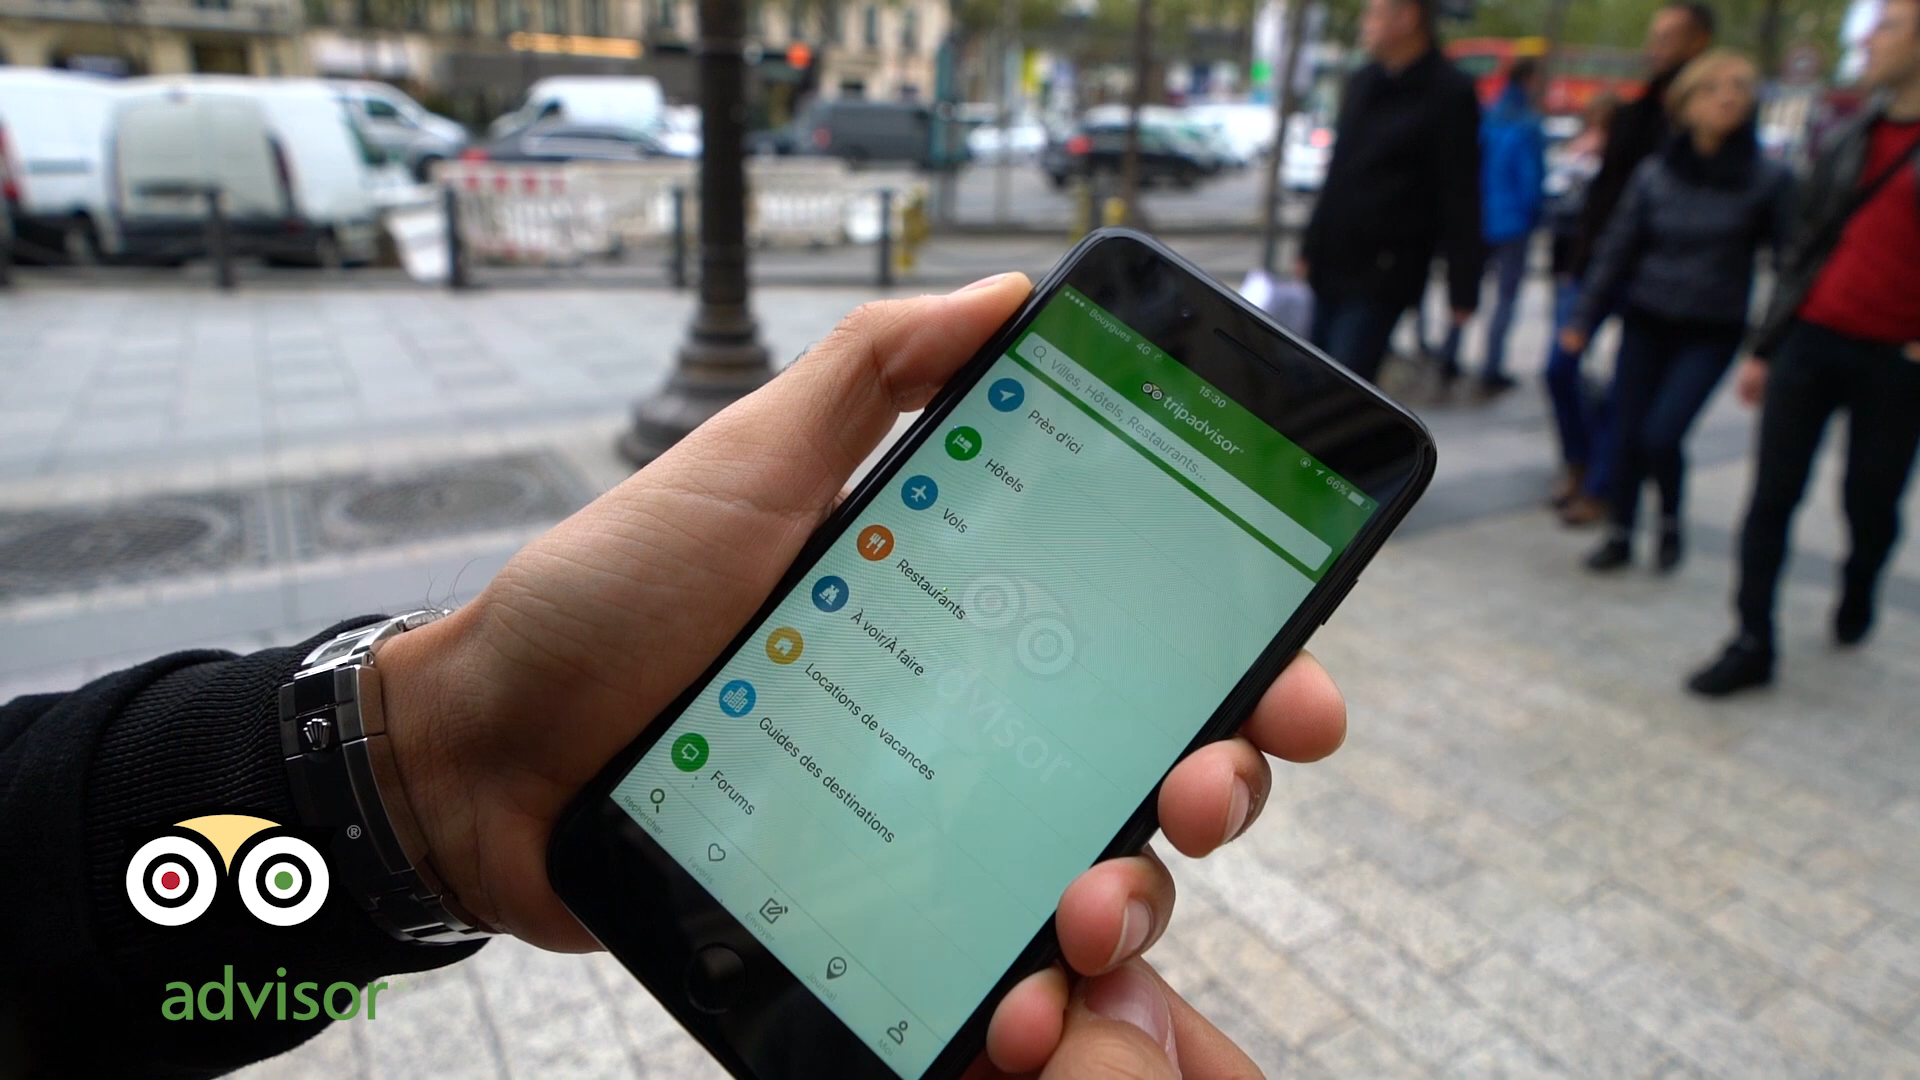 Bouygues 4G
15:30
66%
tripadvisor
Villes, Hôtels, Restaurants...
Près d'ici
Hôtels
Vols
Restaurants
À voir/À faire
Locations de vacances
Guides des destinations
Forums
Rechercher
Favoris
Envoyer
Journal
Moi
advisor
®
advisor